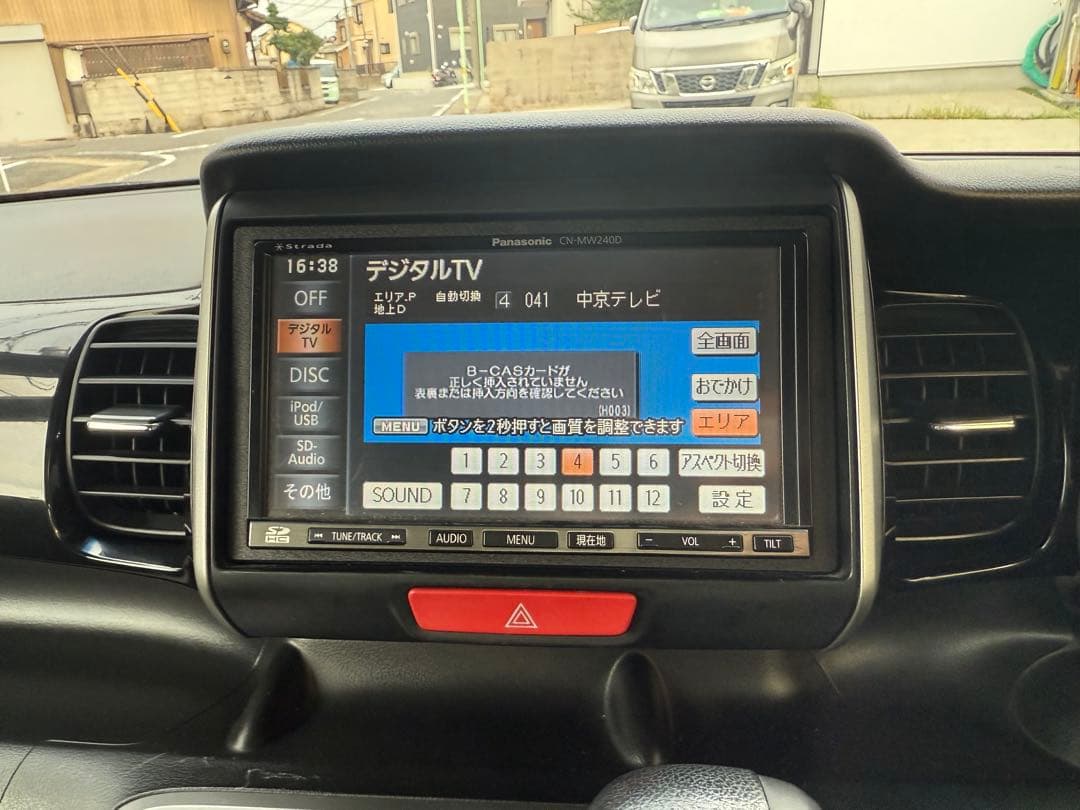 Strada
Panasonic CN-MW240D
16:38
デジタルTV
エリア.P 自動切換 4 041 中京テレビ
地上D
OFF
デジタル
TV
DISC
iPod/
USB
SD-
Audio
その他
B-CASカードが
正しく挿入されていません
表裏または挿入方向を確認してください
(H003)
MENU ボタンを2秒押すと画質を調整できます
全画面
おでかけ
エリア
1 2 3 4 5 6 アスペクト切換
SOUND 7 8 9 10 11 12 設定
SD HC TUNE/TRACK AUDIO MENU 現在地 − VOL + TILT